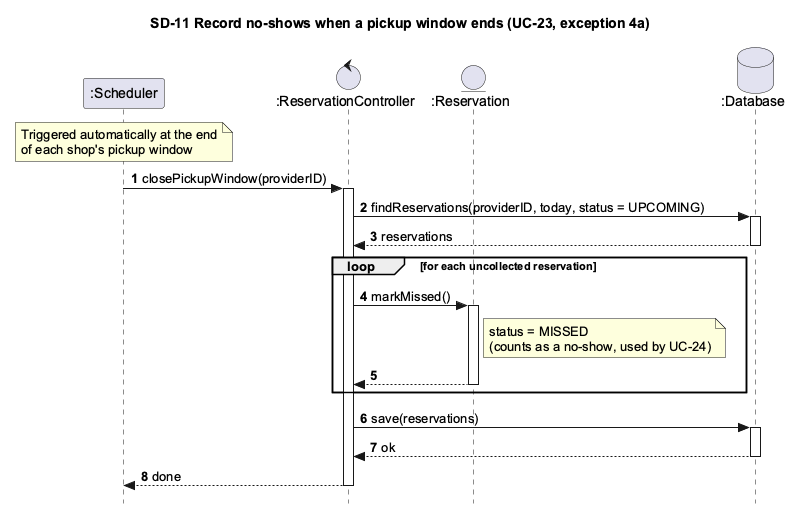 SD-11 Record no-shows when a pickup window ends (UC-23, exception 4a)
:Scheduler
:ReservationController
:Reservation
:Database
Triggered automatically at the end
of each shop's pickup window
1 closePickupWindow(providerID)
2 findReservations(providerID, today, status = UPCOMING)
3 reservations
loop [for each uncollected reservation]
4 markMissed()
status = MISSED
(counts as a no-show, used by UC-24)
5
6 save(reservations)
7 ok
8 done